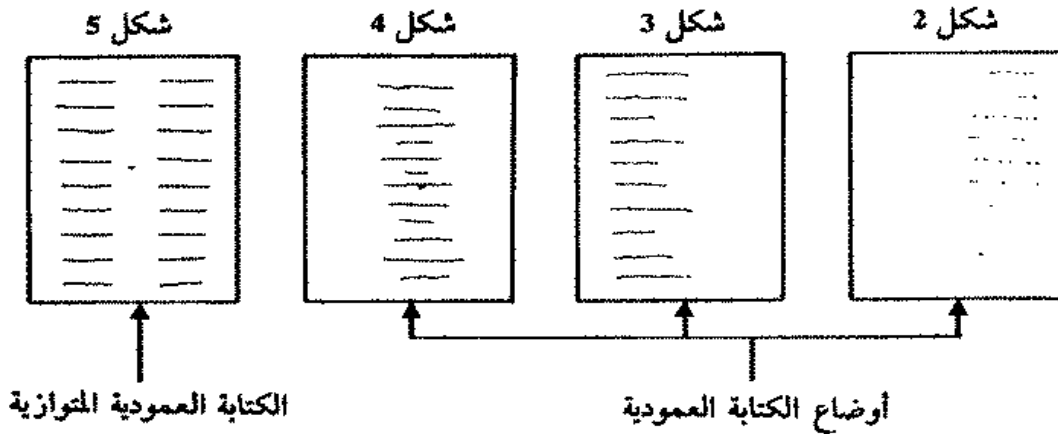 شكل 2 شكل 3 شكل 4 شكل 5
أوضاع الكتابة العمودية الكتابة العمودية المتوازية